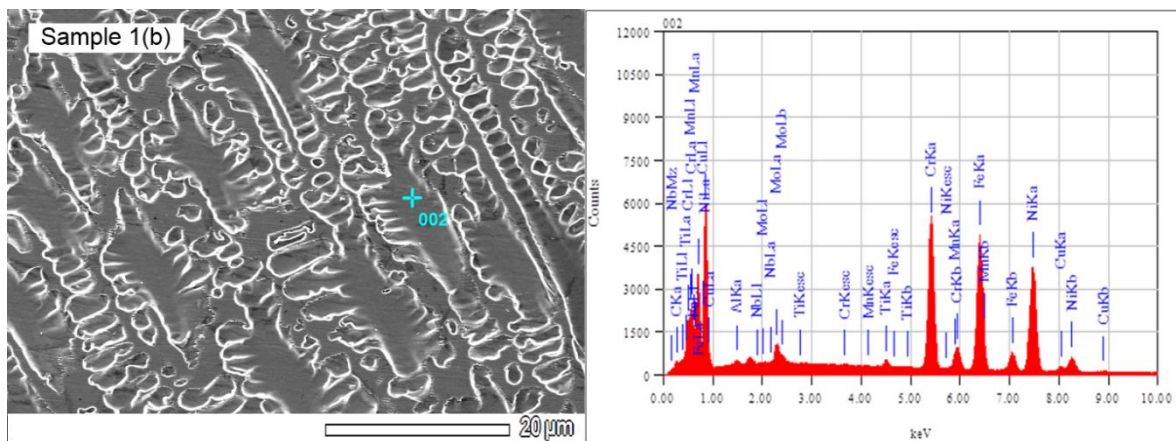 Sample 1(b)
002
20 µm
002
12000
10500
9000
7500
6000
4500
3000
1500
0
Counts
CKa
NbMz
TiLl
TiLa
CrLl
CrLa
MnLl
MnLa
FeLa
NiLa
CuLl
CuLa
AlKa
NbLl
NbLa
MoLl
MoLa
MoLb
TiKesc
CrKesc
MnKesc
TiKa
FeKesc
TiKb
CrKa
NiKesc
CrKb
MnKa
FeKa
MnKb
FeKb
NiKa
CuKa
NiKb
CuKb
0.00 1.00 2.00 3.00 4.00 5.00 6.00 7.00 8.00 9.00 10.00
keV